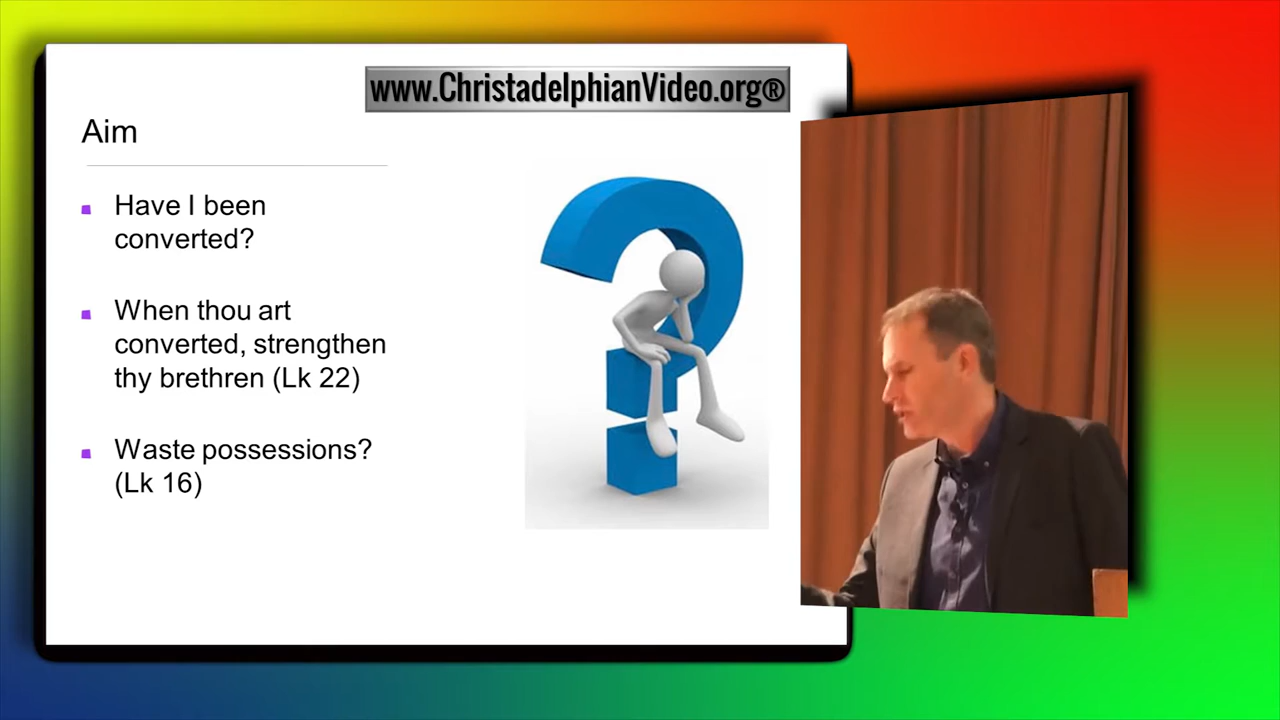 www.ChristadelphianVideo.org®
Aim
Have I been
converted?
When thou art
converted, strengthen
thy brethren (Lk 22)
Waste possessions?
(Lk 16)